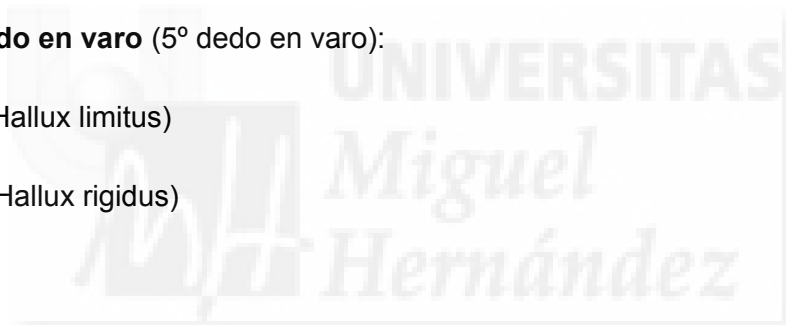 do en varo (5º dedo en varo):
Hallux limitus)
Hallux rigidus)
UNIVERSITAS
Miguel
Hernández